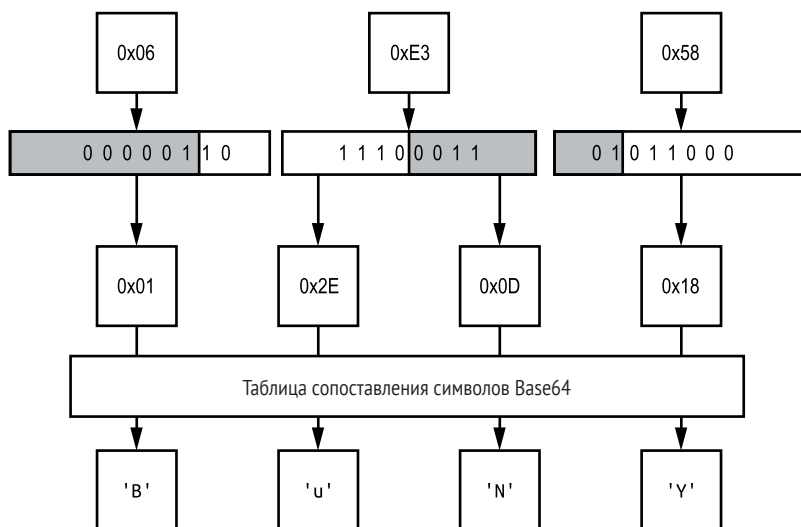 0x06 0xE3 0x58
0 0 0 0 0 1 1 0 1 1 1 0 0 0 1 1 0 1 0 1 1 0 0 0
0x01 0x2E 0x0D 0x18
Таблица сопоставления символов Base64
'B' 'u' 'N' 'Y'